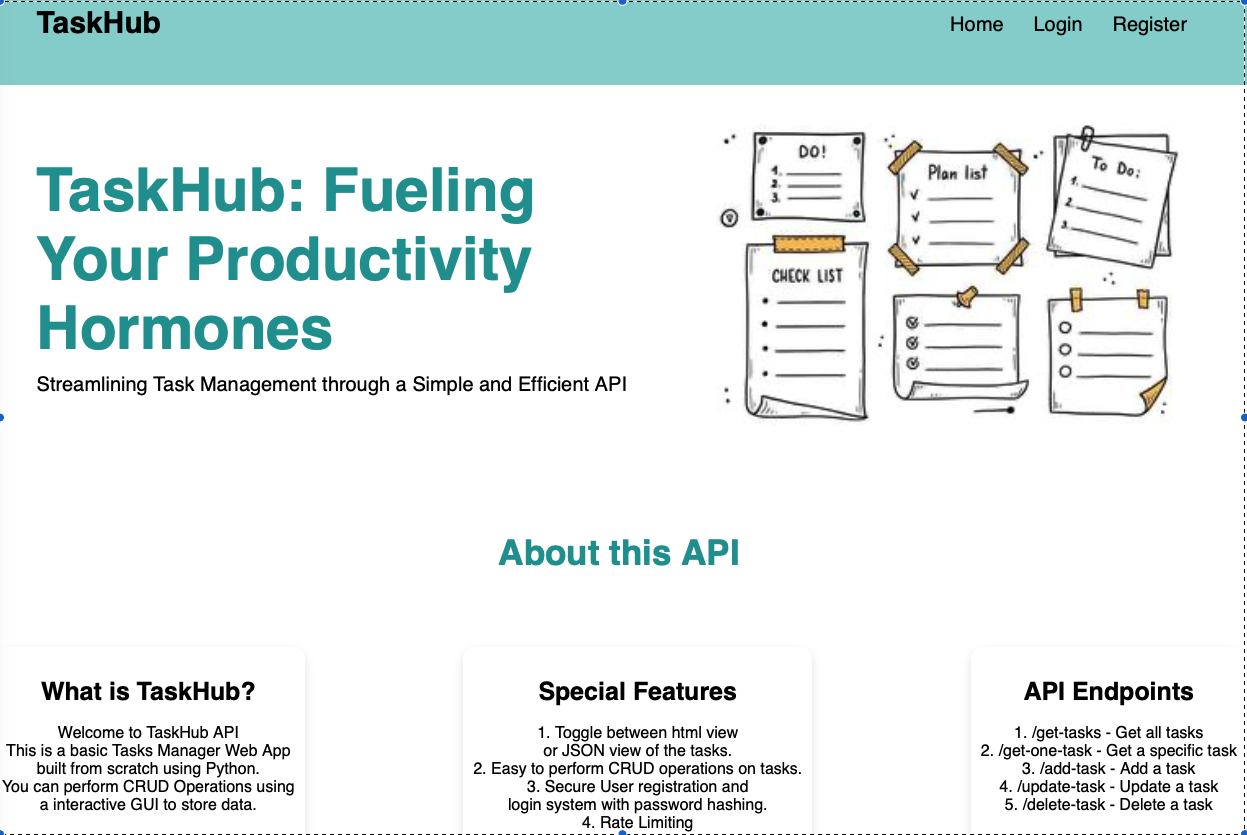 TaskHub
Home Login Register
TaskHub: Fueling
Your Productivity
Hormones
Streamlining Task Management through a Simple and Efficient API
DO!
1.
2.
3.
Plan list
To Do:
1.
2.
3.
CHECK LIST
About this API
What is TaskHub?
Welcome to TaskHub API
This is a basic Tasks Manager Web App
built from scratch using Python.
You can perform CRUD Operations using
a interactive GUI to store data.
Special Features
1. Toggle between html view
or JSON view of the tasks.
2. Easy to perform CRUD operations on tasks.
3. Secure User registration and
login system with password hashing.
4. Rate Limiting
API Endpoints
1. /get-tasks - Get all tasks
2. /get-one-task - Get a specific task
3. /add-task - Add a task
4. /update-task - Update a task
5. /delete-task - Delete a task